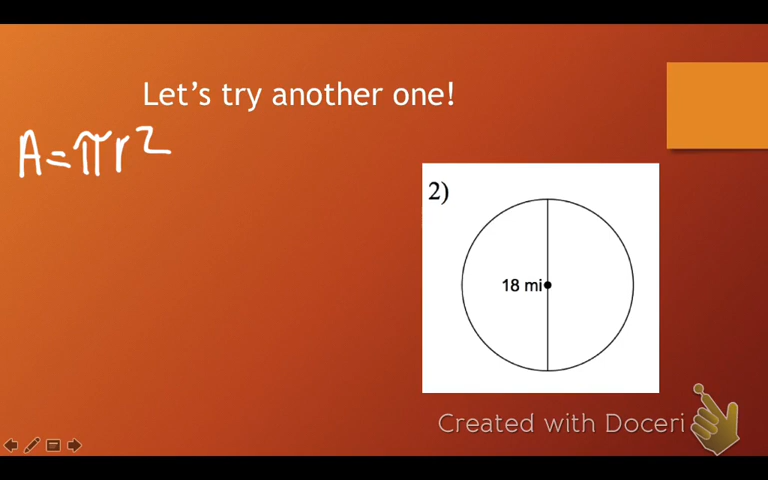 Let's try another one!
A=πr²
2)
18 mi
Created with Doceri